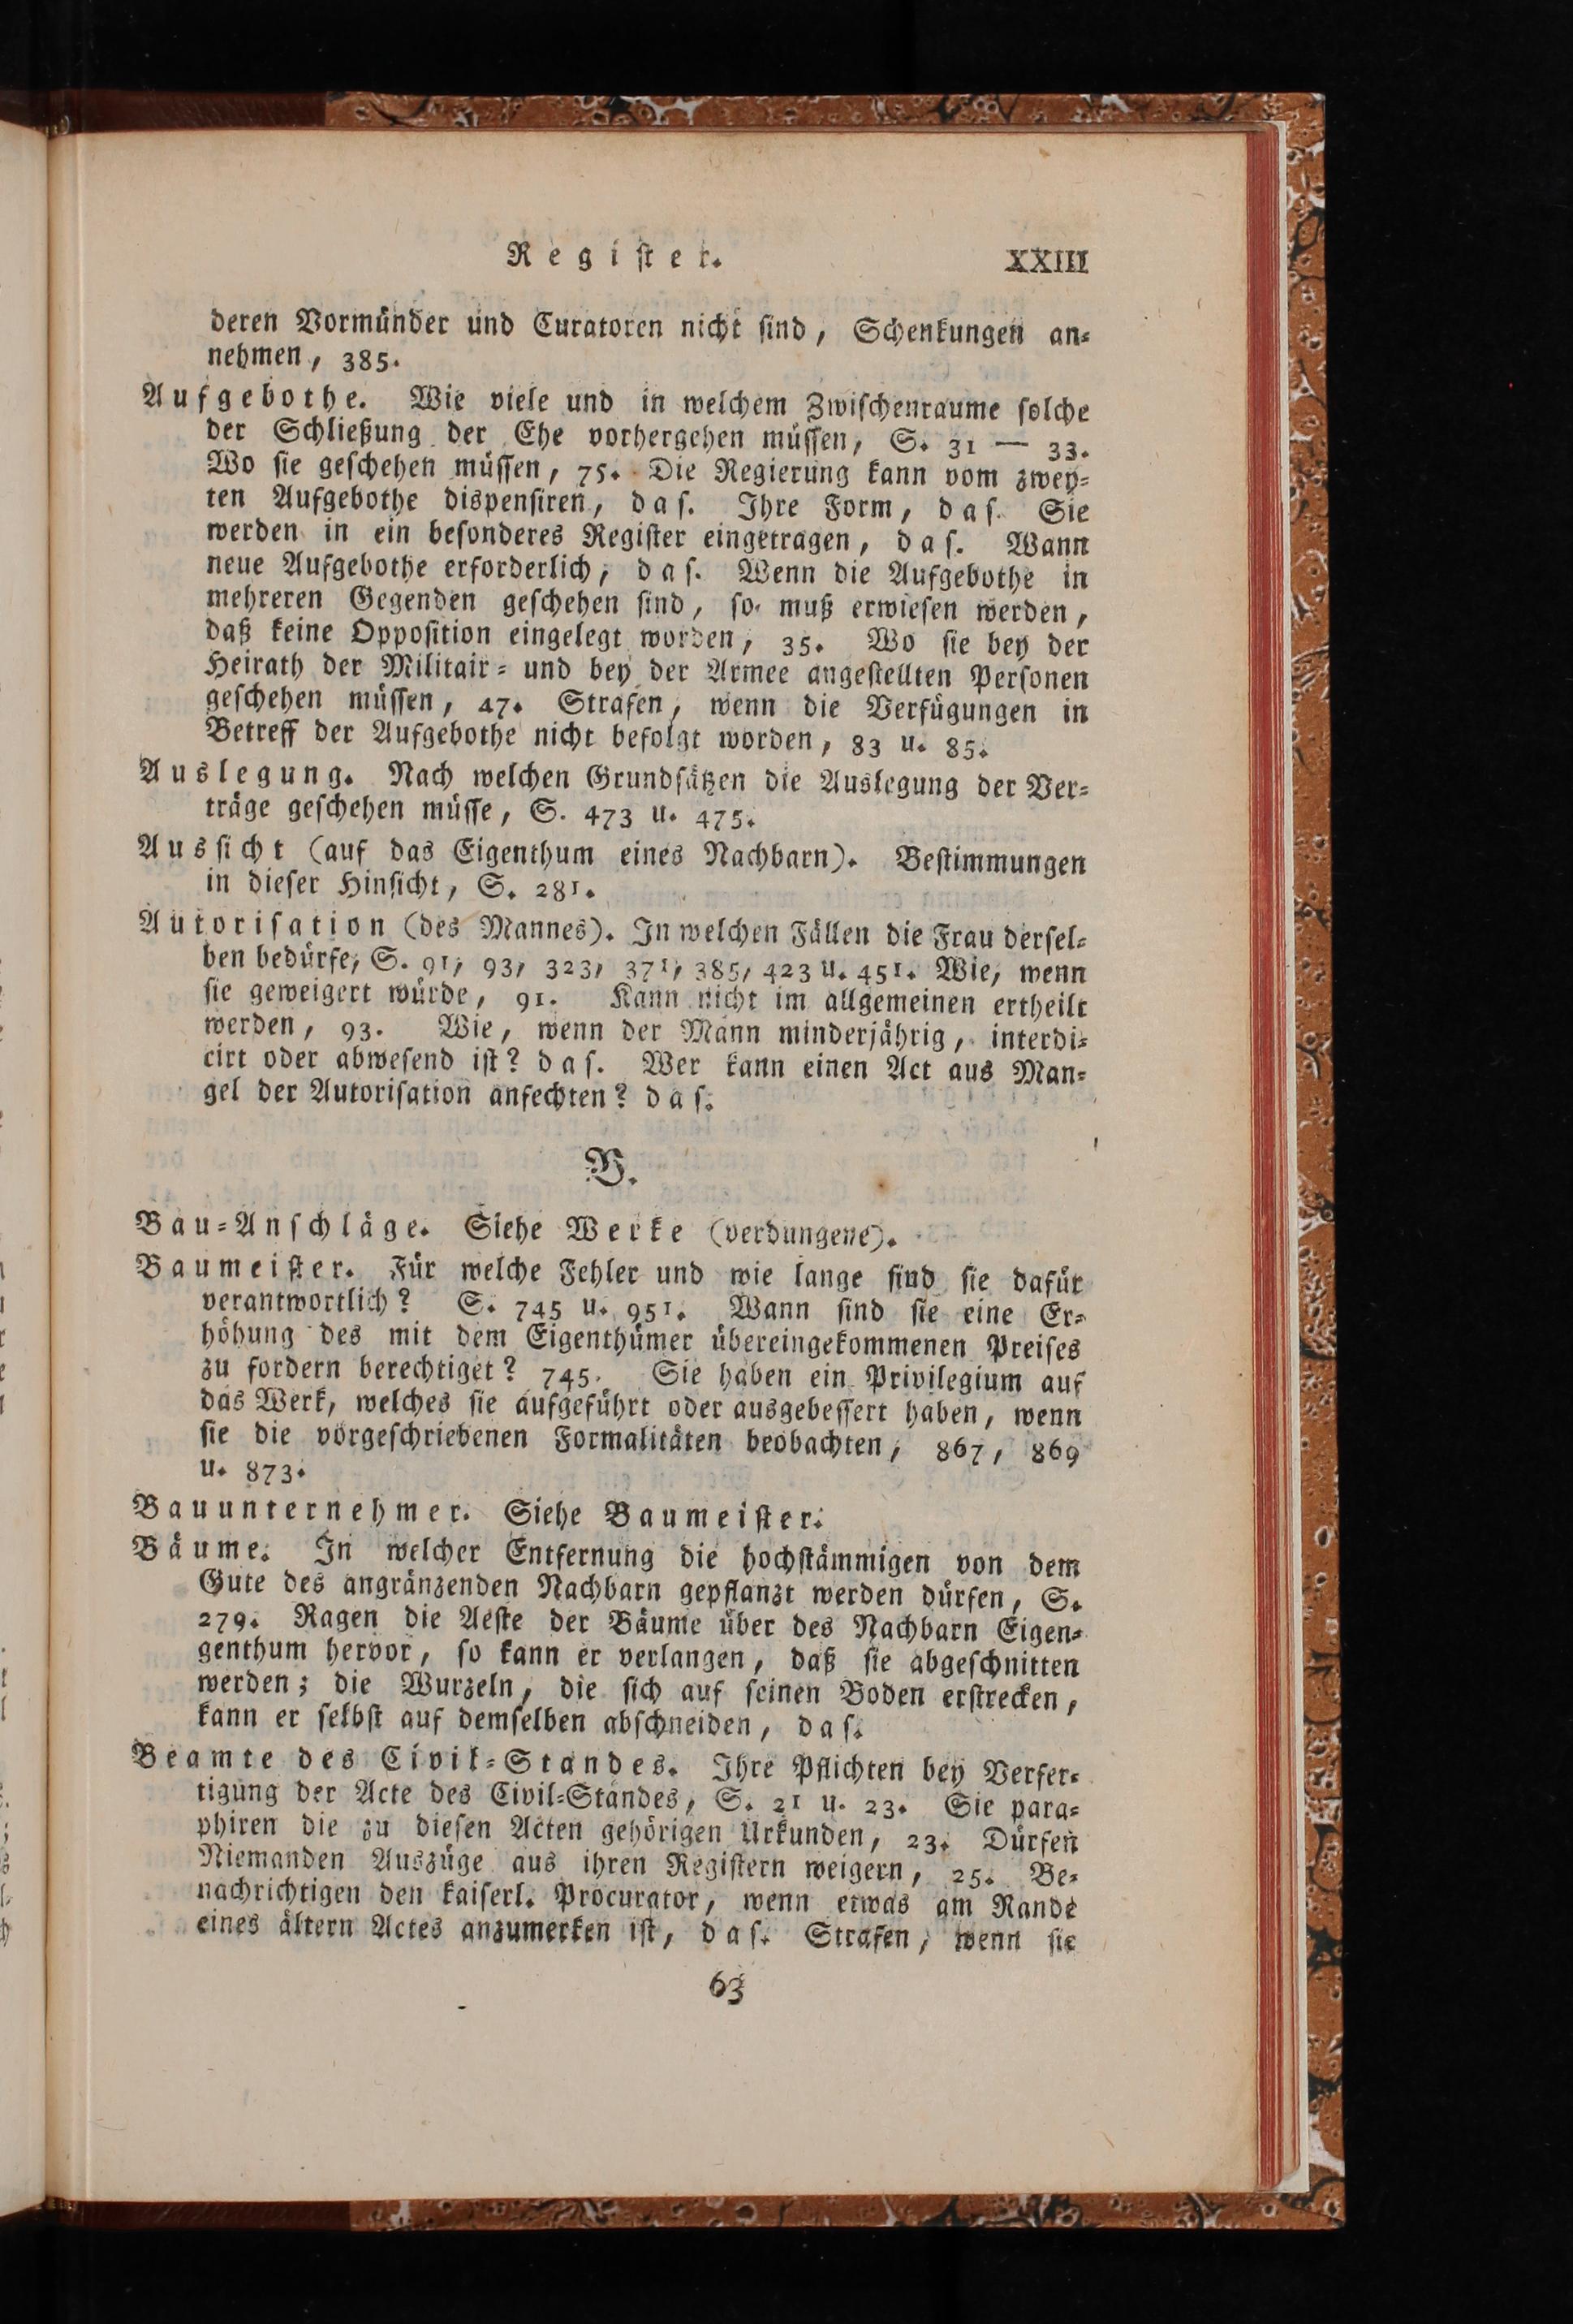 Register. XXIII
deren Vormünder und Curatoren nicht sind, Schenkungen an-
nehmen, 385.
Aufgebothe. Wie viele und in welchem Zwischenraume solche
der Schließung der Ehe vorhergehen müssen, S. 31 — 33.
Wo sie geschehen müssen, 75. Die Regierung kann vom zwey-
ten Aufgebothe dispensiren, das. Ihre Form, das. Sie
werden in ein besonderes Register eingetragen, das. Wann
neue Aufgebothe erforderlich, das. Wenn die Aufgebothe in
mehreren Gegenden geschehen sind, so muß erwiesen werden,
daß keine Opposition eingelegt worden, 35. Wo sie bey der
Heirath der Militair- und bey der Armee angestellten Personen
geschehen müssen, 47. Strafen, wenn die Verfügungen in
Betreff der Aufgebothe nicht befolgt worden, 83 u. 85.
Auslegung. Nach welchen Grundsätzen die Auslegung der Ver-
träge geschehen müsse, S. 473 u. 475.
Aussicht (auf das Eigenthum eines Nachbarn). Bestimmungen
in dieser Hinsicht, S. 281.
Autorisation (des Mannes). In welchen Fällen die Frau dersel-
ben bedürfe, S. 91, 93, 323, 371, 385, 423 u. 451. Wie, wenn
sie geweigert würde, 91. Kann nicht im allgemeinen ertheilt
werden, 93. Wie, wenn der Mann minderjährig, interdi-
cirt oder abwesend ist? das. Wer kann einen Act aus Man-
gel der Autorisation anfechten? das.
B.
Bau-Anschläge. Siehe Werke (verdungene).
Baumeister. Für welche Fehler und wie lange sind sie dafür
verantwortlich? S. 745 u. 951. Wann sind sie eine Er-
höhung des mit dem Eigenthümer übereingekommenen Preises
zu fordern berechtiget? 745. Sie haben ein Privilegium auf
das Werk, welches sie aufgeführt oder ausgebessert haben, wenn
sie die vorgeschriebenen Formalitäten beobachten, 867, 869
u. 873.
Bauunternehmer. Siehe Baumeister.
Bäume. In welcher Entfernung die hochstämmigen von dem
Gute des angränzenden Nachbarn gepflanzt werden dürfen, S.
279. Ragen die Aeste der Bäume über des Nachbarn Eigen-
genthum hervor, so kann er verlangen, daß sie abgeschnitten
werden; die Wurzeln, die sich auf seinen Boden erstrecken,
kann er selbst auf demselben abschneiden, das.
Beamte des Civil-Standes. Ihre Pflichten bey Verfer-
tigung der Acte des Civil-Standes, S. 21 u. 23. Sie para-
phiren die zu diesen Acten gehörigen Urkunden, 23. Dürfen
Niemanden Auszüge aus ihren Registern weigern, 25. Be-
nachrichtigen den kaiserl. Procurator, wenn etwas am Rande
eines ältern Actes anzumerken ist, das. Strafen, wenn sie
63